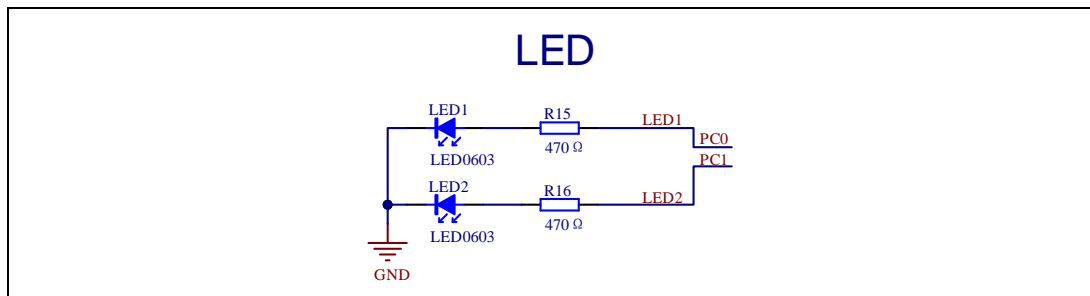 LED
LED1
R15
LED1
PC0
LED0603
470 Ω
PC1
LED2
R16
LED2
LED0603
470 Ω
GND